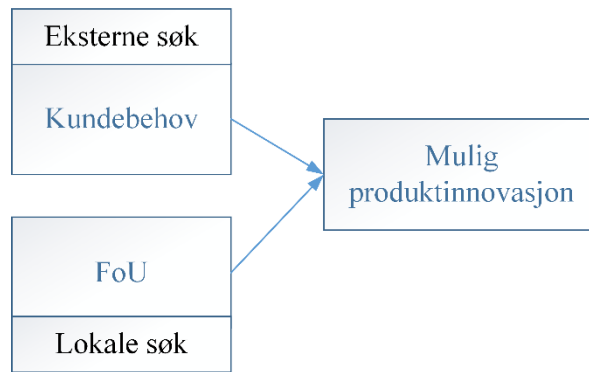 Eksterne søk
Kundebehov
Mulig
produktinnovasjon
FoU
Lokale søk